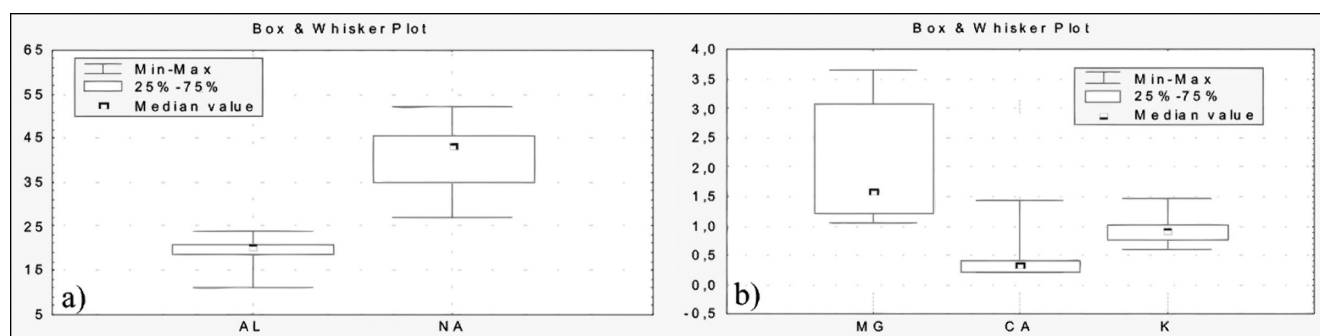 Box & Whisker Plot
65
55
45
35
25
15
5
Min-Max
25%-75%
Median value
a)
AL NA
Box & Whisker Plot
4,0
3,5
3,0
2,5
2,0
1,5
1,0
0,5
0,0
-0,5
Min-Max
25%-75%
Median value
b)
MG CA K